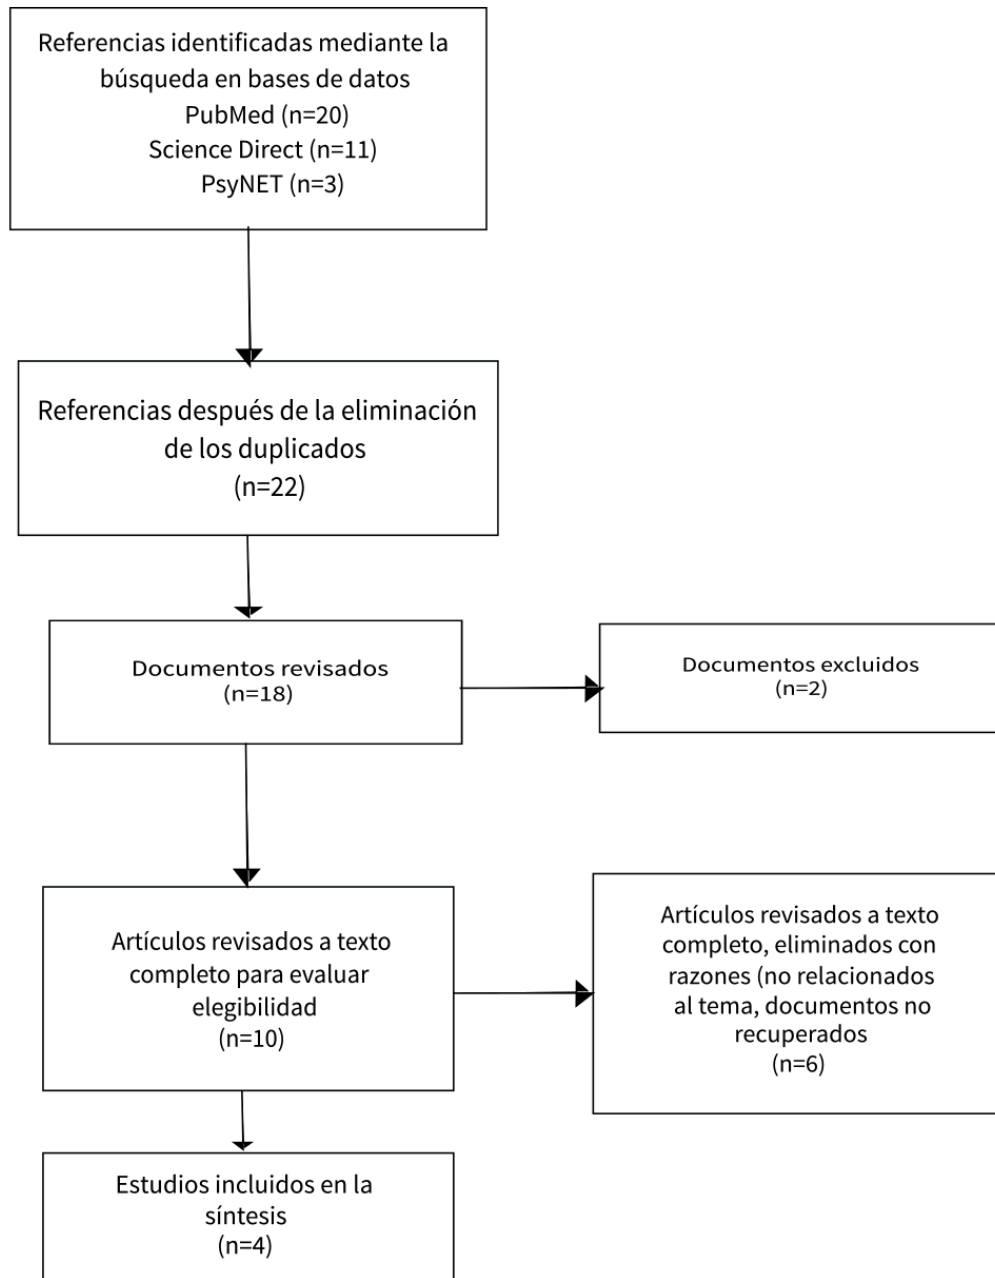 Referencias identificadas mediante la
búsqueda en bases de datos
PubMed (n=20)
Science Direct (n=11)
PsyNET (n=3)
Referencias después de la eliminación
de los duplicados
(n=22)
Documentos revisados
(n=18)
Documentos excluidos
(n=2)
Artículos revisados a texto
completo para evaluar
elegibilidad
(n=10)
Artículos revisados a texto
completo, eliminados con
razones (no relacionados
al tema, documentos no
recuperados
(n=6)
Estudios incluidos en la
síntesis
(n=4)